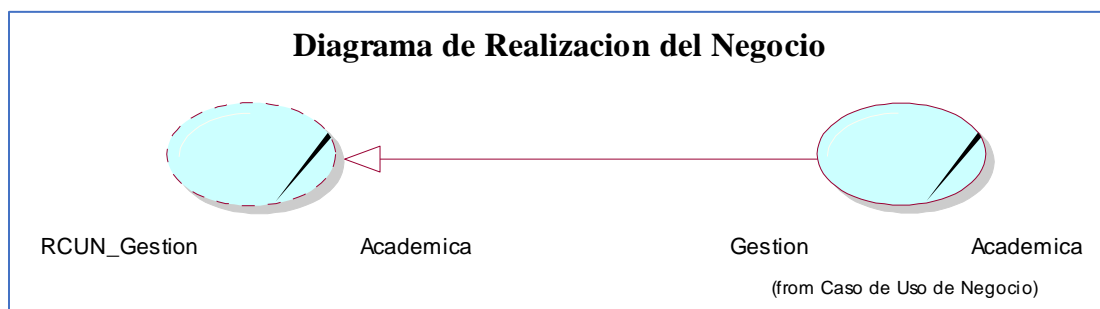 Diagrama de Realizacion del Negocio
RCUN_Gestion Academica
Gestion Academica
(from Caso de Uso de Negocio)